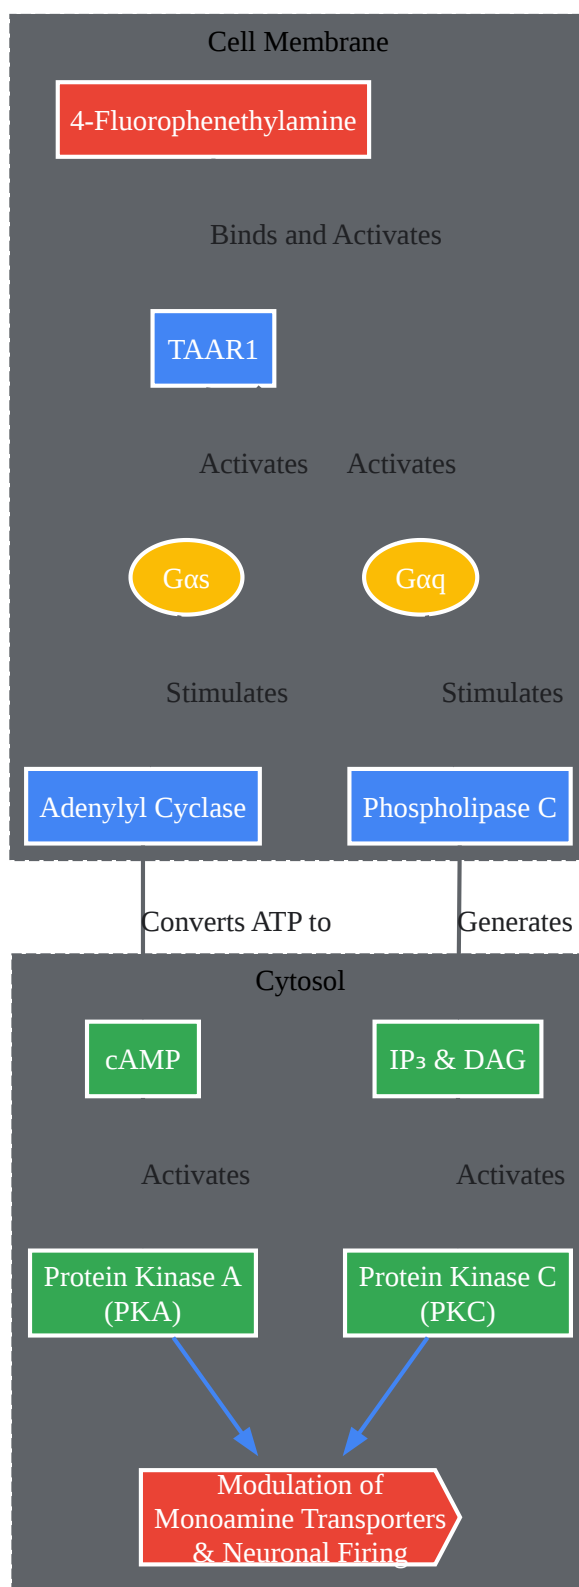 Cell Membrane
4-Fluorophenethylamine
Binds and Activates
TAAR1
Activates Activates
Gαs Gαq
Stimulates Stimulates
Adenylyl Cyclase Phospholipase C
Converts ATP to Generates
Cytosol
cAMP IP₃ & DAG
Activates Activates
Protein Kinase A
(PKA)
Protein Kinase C
(PKC)
Modulation of
Monoamine Transporters
& Neuronal Firing